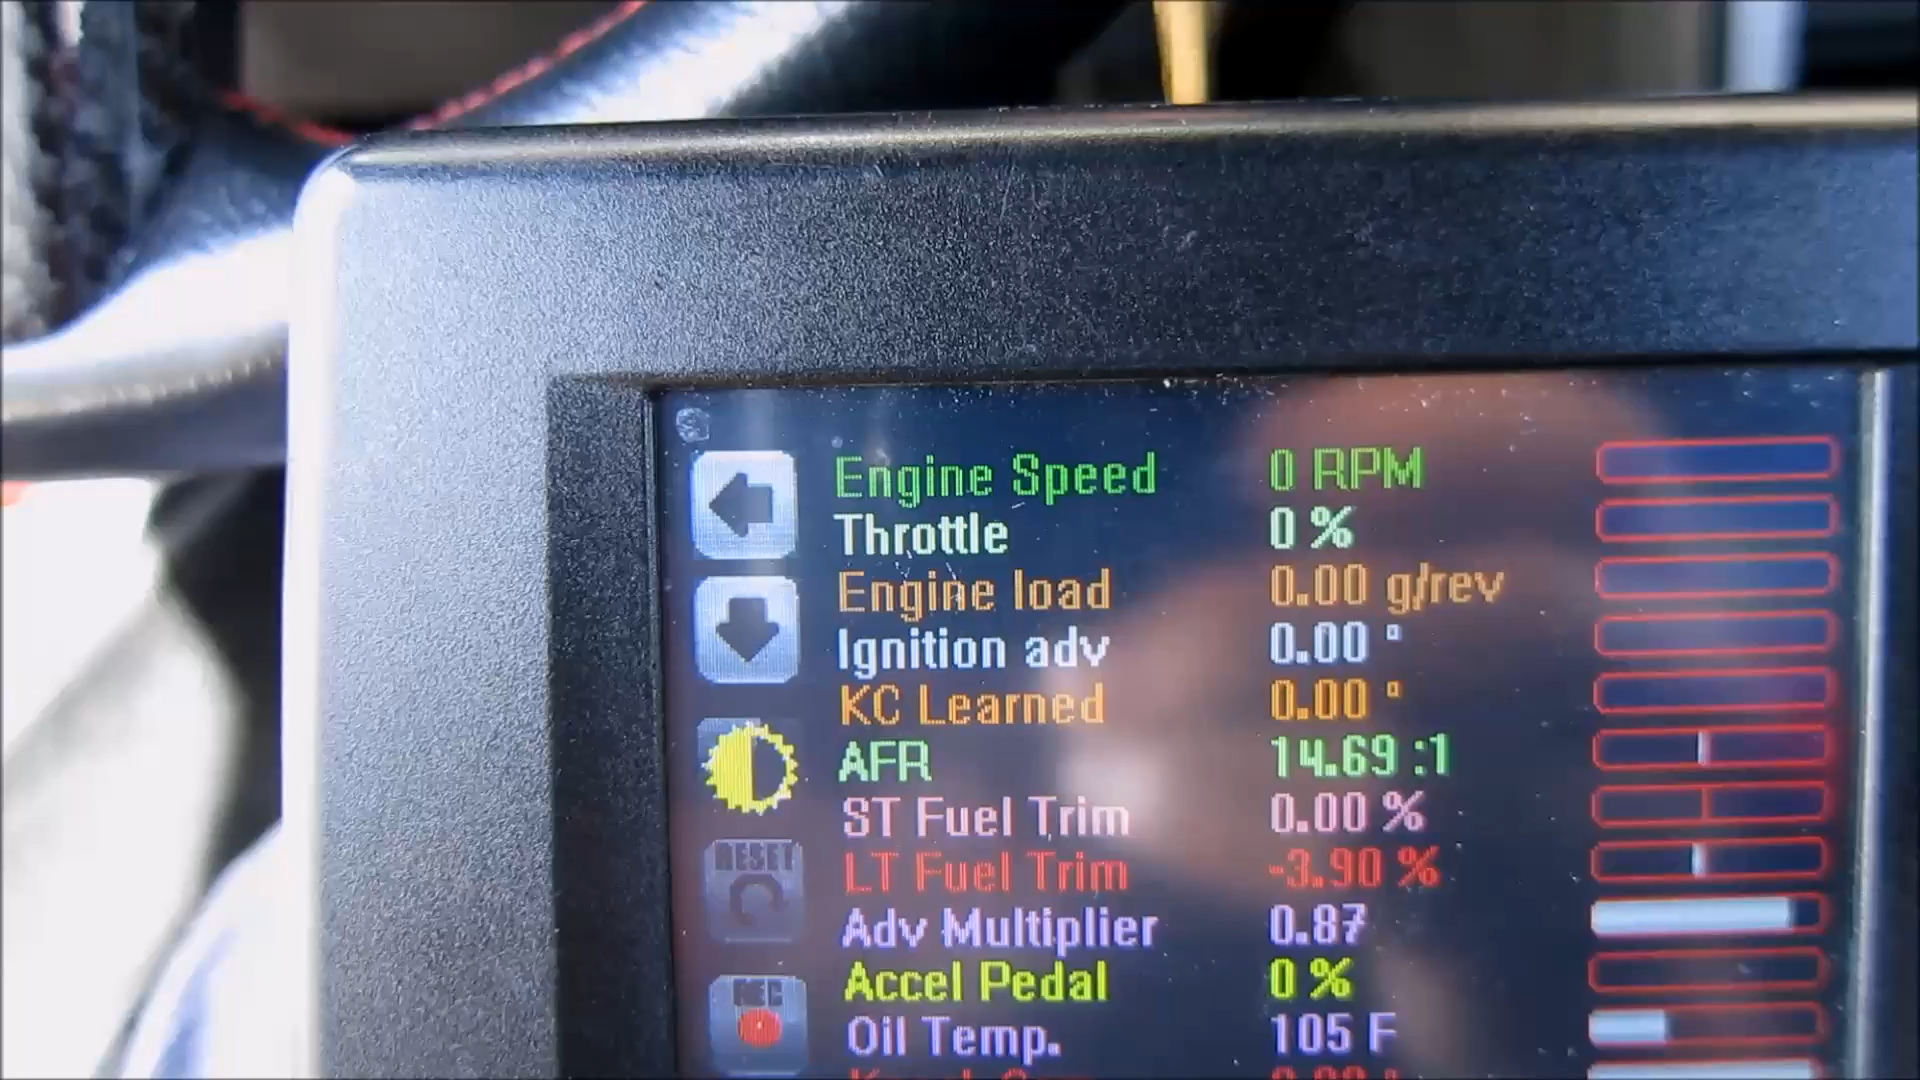 Engine Speed 0 RPM
Throttle 0 %
Engine load 0.00 g/rev
Ignition adv 0.00 °
KC Learned 0.00 °
AFR 14.69 :1
ST Fuel Trim 0.00 %
RESET
LT Fuel Trim -3.90 %
Adv Multiplier 0.87
Accel Pedal 0 %
REC
Oil Temp. 105 F